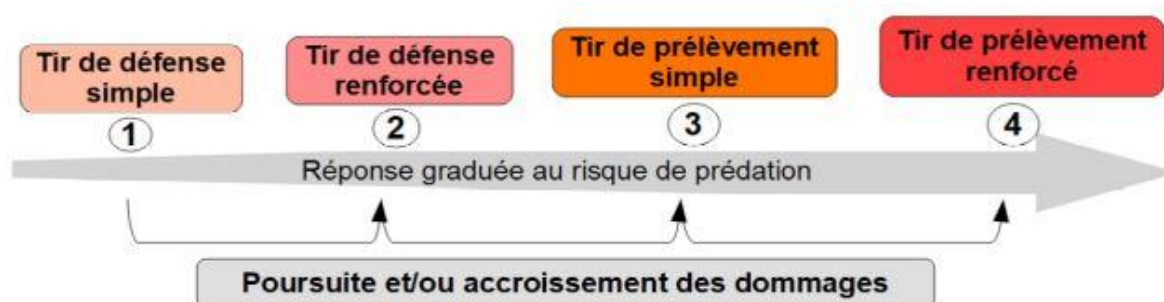 Tir de défense
simple
Tir de défense
renforcée
Tir de prélèvement
simple
Tir de prélèvement
renforcé
1
2
3
4
Réponse graduée au risque de prédation
Poursuite et/ou accroissement des dommages